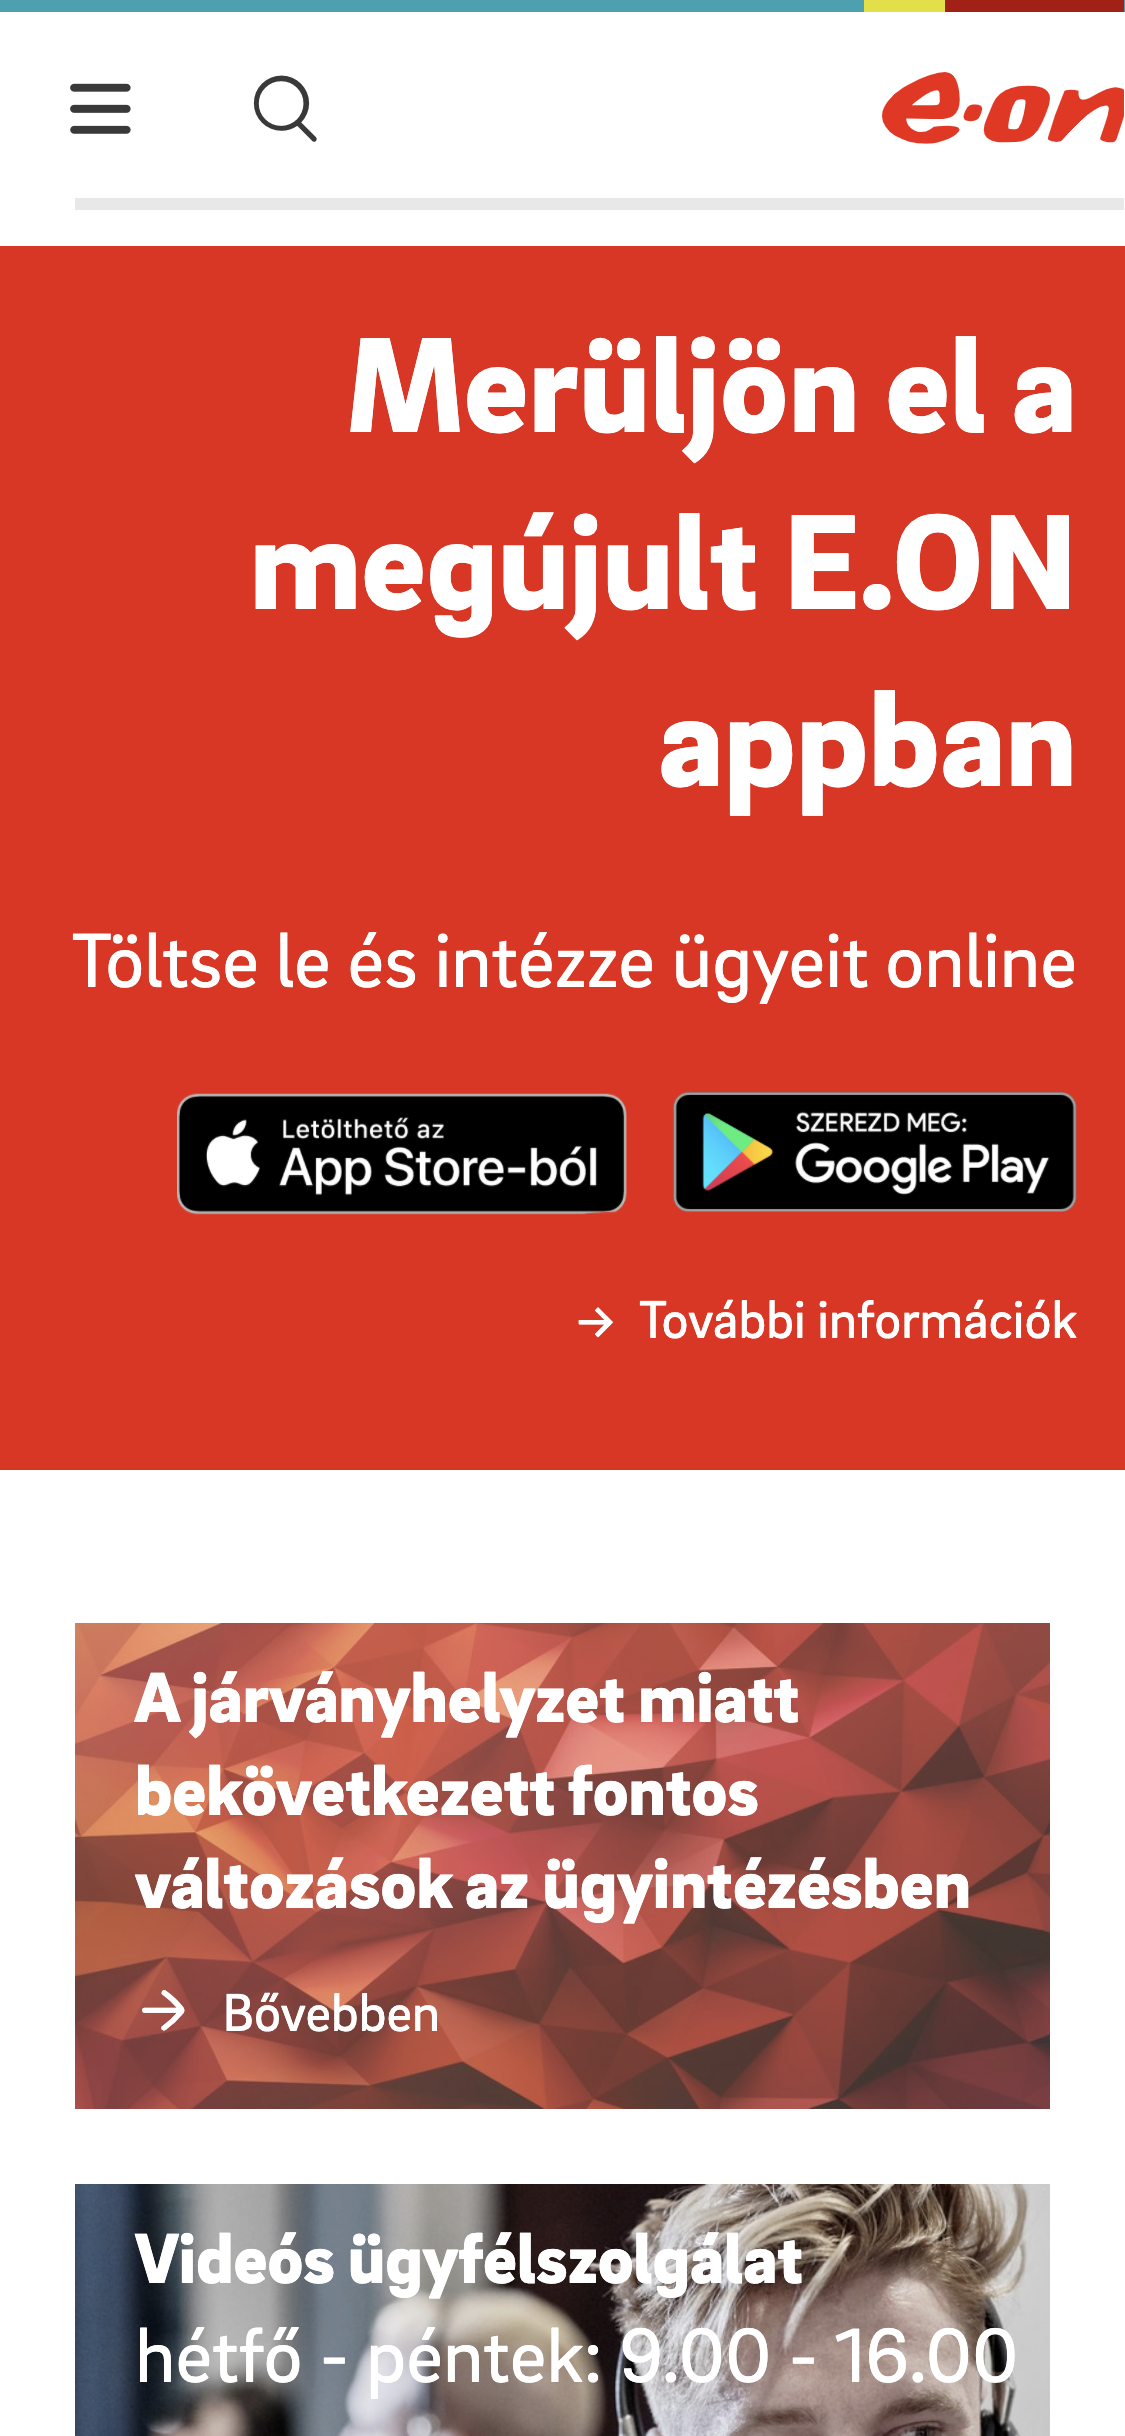 e·on
Merüljön el a
megújult E.ON
appban
Töltse le és intézze ügyeit online
Letölthető az
App Store-ból
SZEREZD MEG:
Google Play
→ További információk
A járványhelyzet miatt
bekövetkezett fontos
változások az ügyintézésben
→ Bővebben
Videós ügyfélszolgálat
hétfő - péntek: 9.00 - 16.00